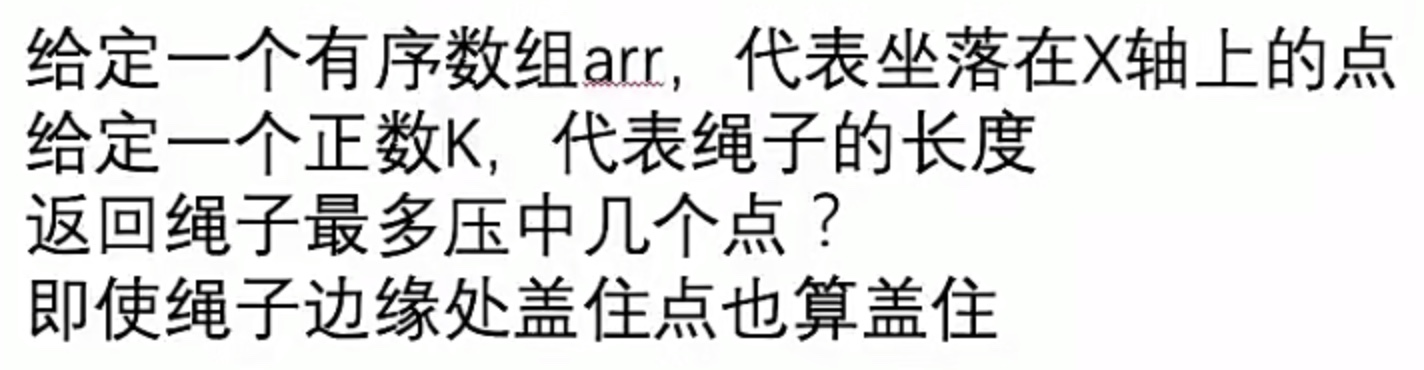 给定一个有序数组arr，代表坐落在X轴上的点
给定一个正数K，代表绳子的长度
返回绳子最多压中几个点？
即使绳子边缘处盖住点也算盖住